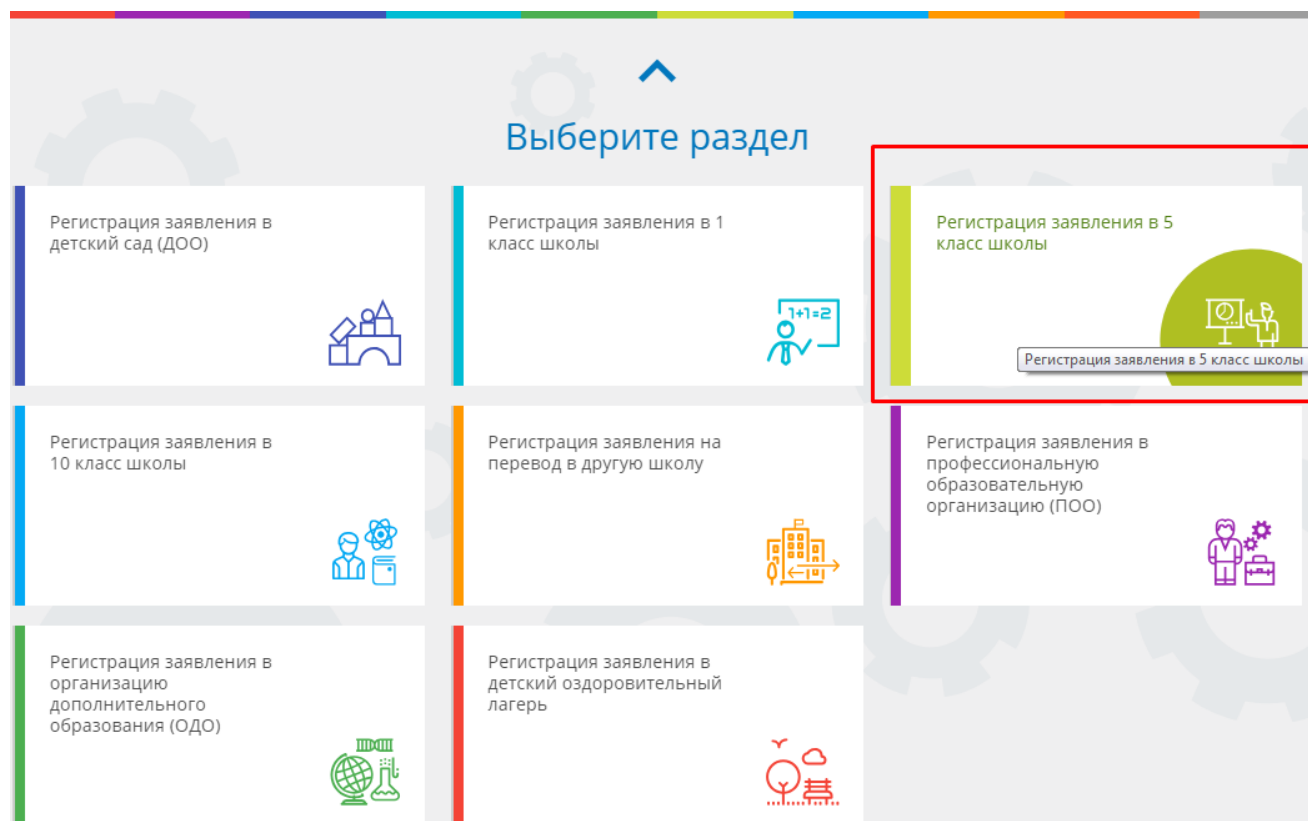 Выберите раздел
Регистрация заявления в
детский сад (ДОО)
Регистрация заявления в 1
класс школы
1+1=2
Регистрация заявления в 5
класс школы
Регистрация заявления в 5 класс школы
Регистрация заявления в
10 класс школы
Регистрация заявления на
перевод в другую школу
Регистрация заявления в
профессиональную
образовательную
организацию (ПОО)
Регистрация заявления в
организацию
дополнительного
образования (ОДО)
Регистрация заявления в
детский оздоровительный
лагерь